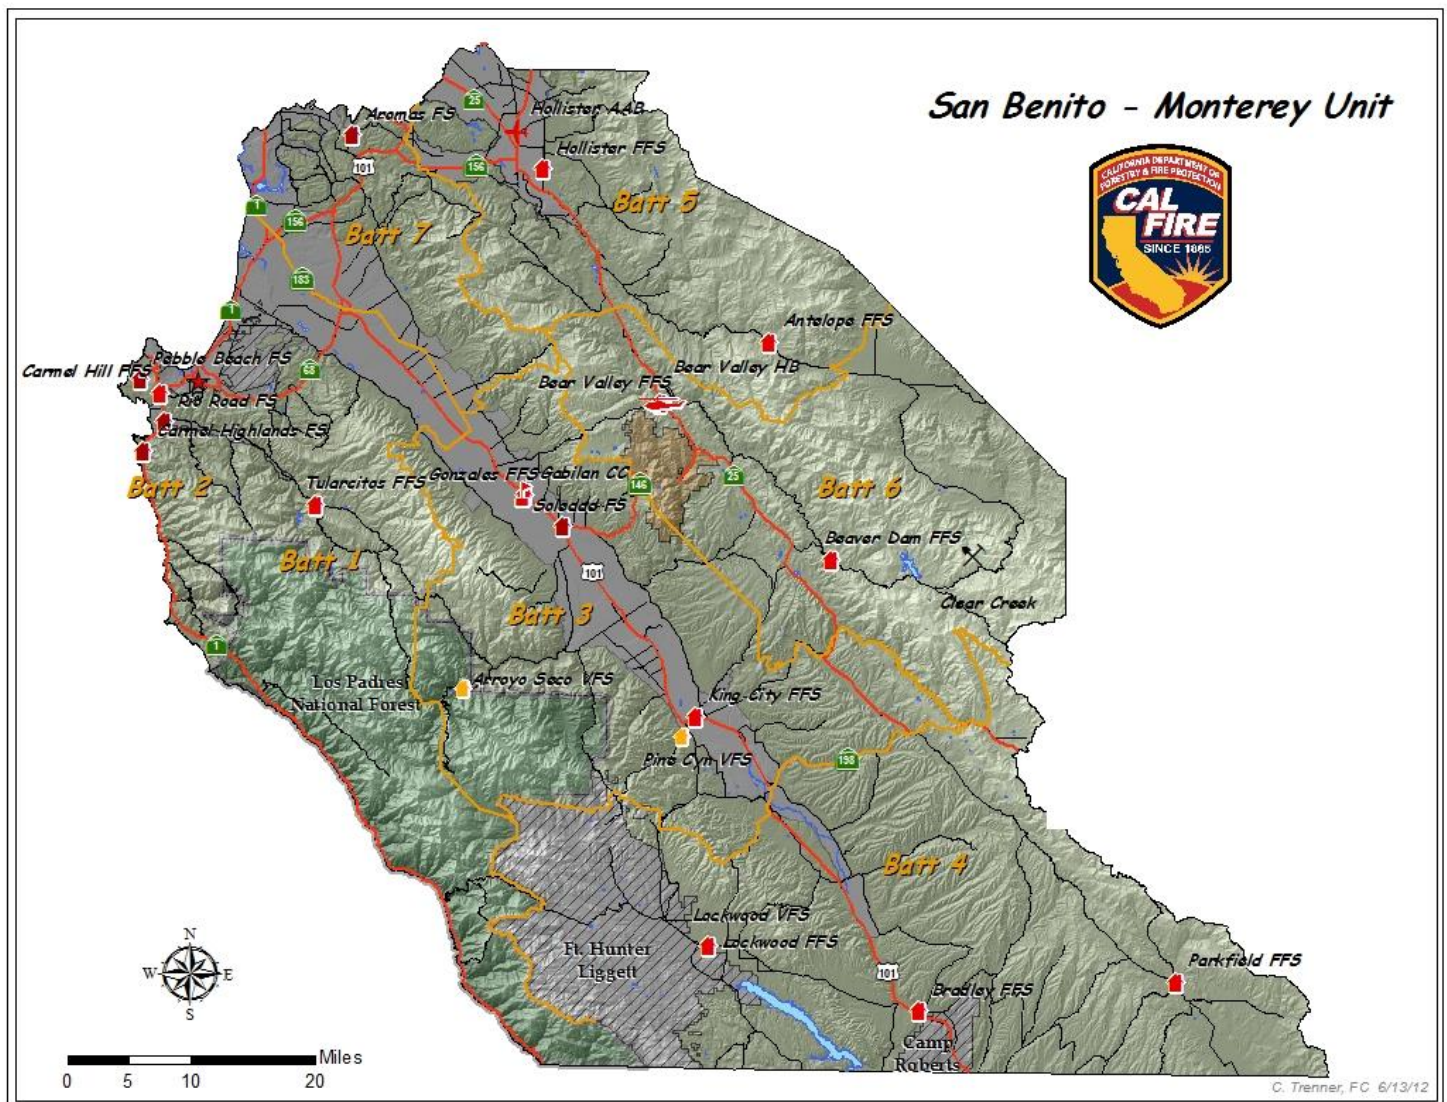 San Benito - Monterey Unit
CALIFORNIA DEPARTMENT OF
FORESTRY & FIRE PROTECTION
CAL
FIRE
SINCE 1885
25
Hollister AAB
Aromas FS
101
156
Hollister FFS
1
156
Batt 7
Batt 5
183
1
Antelope FFS
Pebble Beach FS
68
Carmel Hill FFS
Bear Valley HB
Bear Valley FFS
Rio Road FS
Carmel Highlands FS
Batt 2
Tularcitos FFS
Gonzales FFS
Gabilan CC
146
25
Batt 6
Soledad FS
Batt 1
101
Beaver Dam FFS
Clear Creek
Batt 3
1
Los Padres
National Forest
Arroyo Seco VFS
King City FFS
Pine Cyn VFS
198
Batt 4
Lockwood VFS
Lockwood FFS
Ft. Hunter
Liggett
101
Parkfield FFS
Bradley FFS
Camp
Roberts
N
W
E
S
Miles
0 5 10 20
C. Trenner, FC 6/13/12